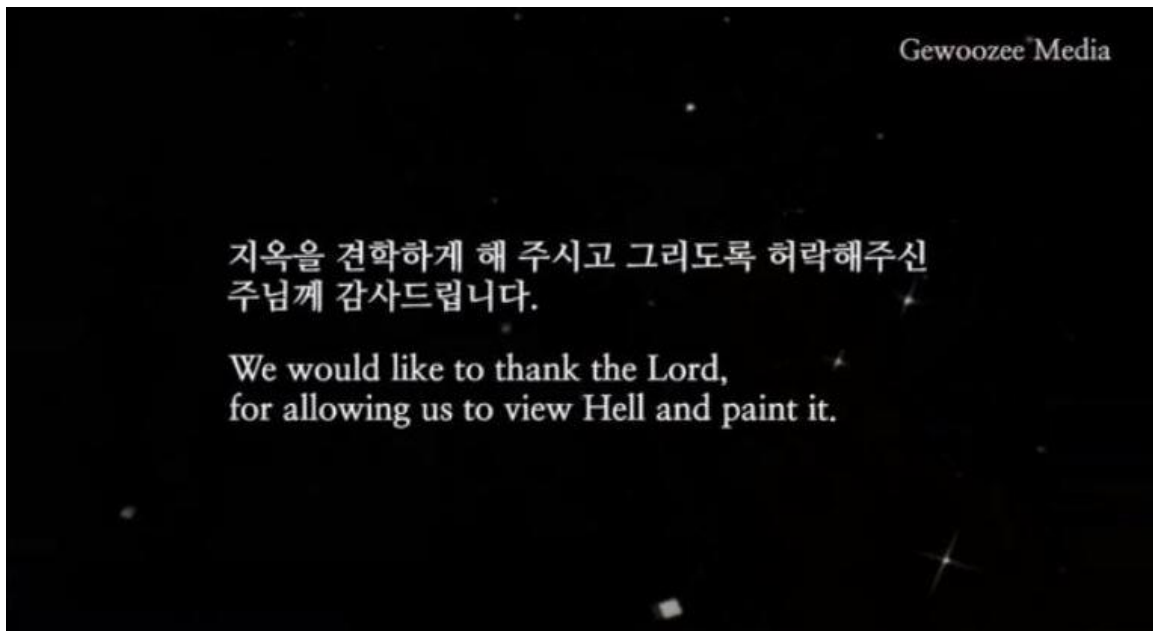 Gewoozee Media
지옥을 견학하게 해 주시고 그리도록 허락해주신
주님께 감사드립니다.
We would like to thank the Lord,
for allowing us to view Hell and paint it.